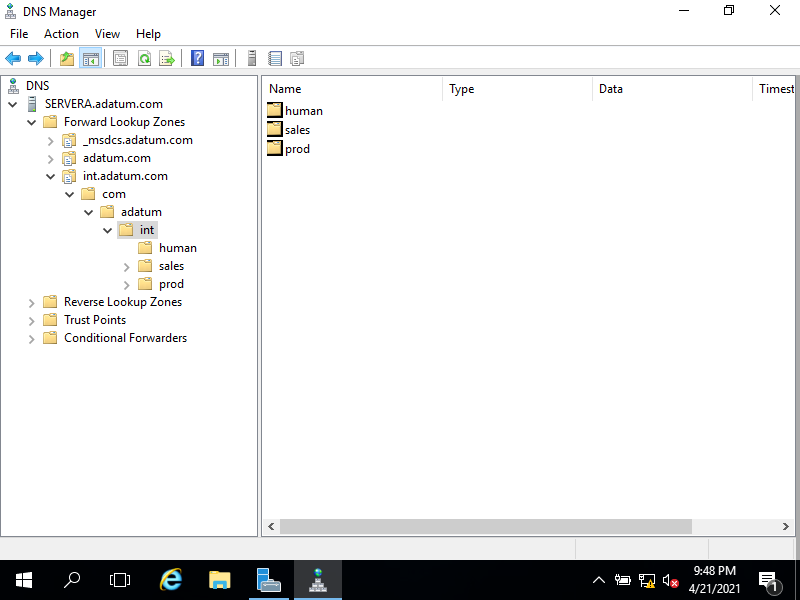 DNS Manager
File Action View Help
DNS
SERVERA.adatum.com
Forward Lookup Zones
_msdcs.adatum.com
adatum.com
int.adatum.com
com
adatum
int
human
sales
prod
Reverse Lookup Zones
Trust Points
Conditional Forwarders
Name Type Data Timest
human
sales
prod
9:48 PM
4/21/2021
1